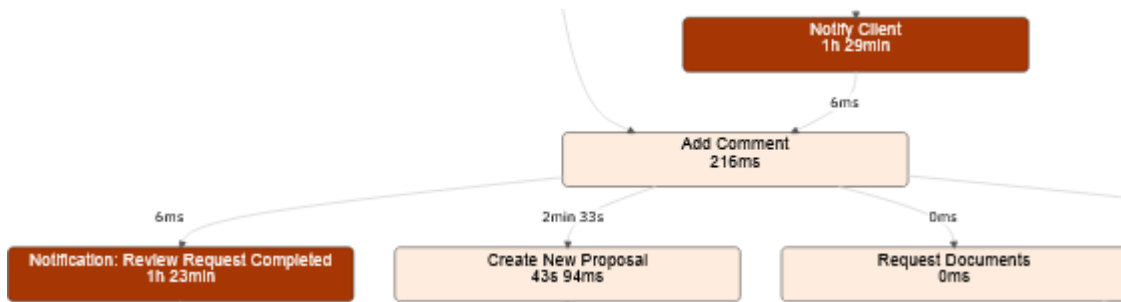 Notify Client
1h 29min
6ms
Add Comment
216ms
6ms
2min 33s
0ms
Notification: Review Request Completed
1h 23min
Create New Proposal
43s 94ms
Request Documents
0ms